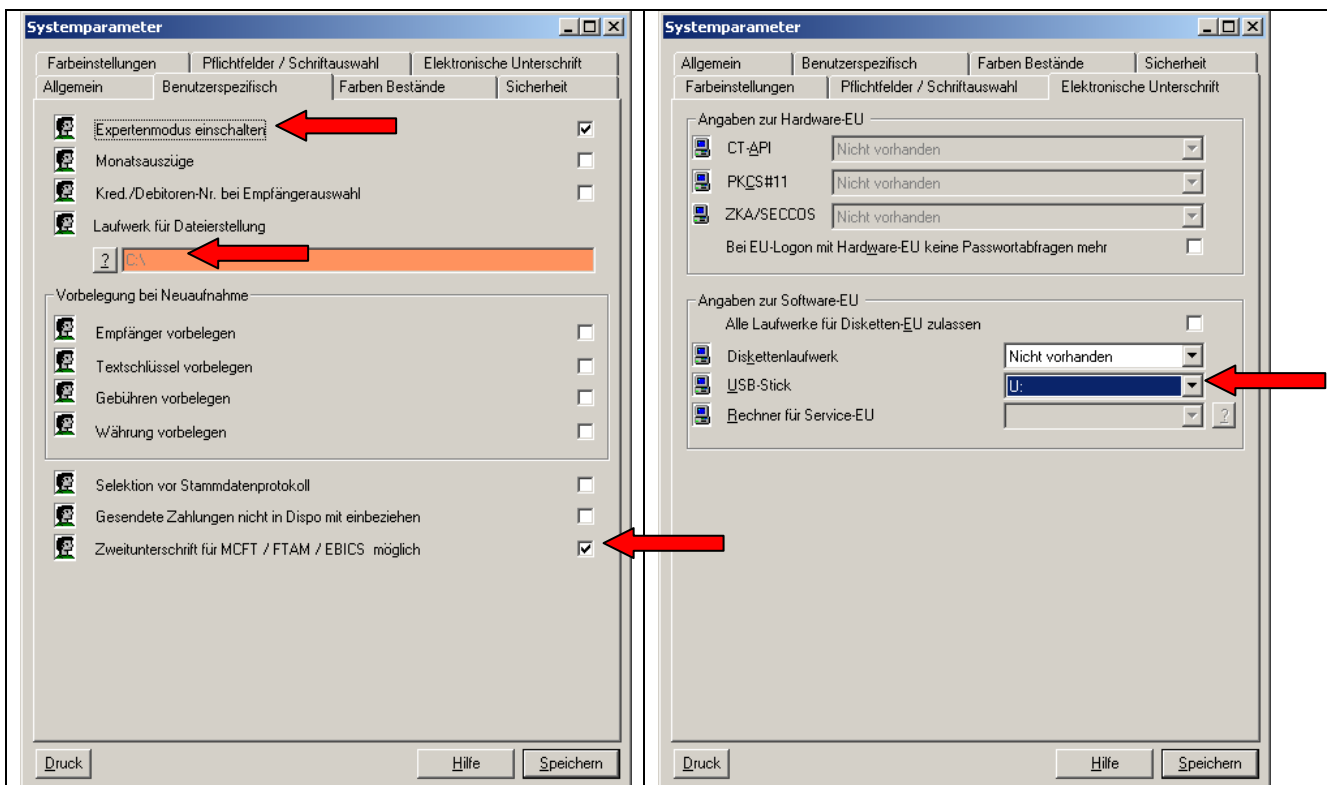 Systemparameter
Farbeinstellungen Pflichtfelder / Schriftauswahl Elektronische Unterschrift
Allgemein Benutzerspezifisch Farben Bestände Sicherheit
Expertenmodus einschalten
Monatsauszüge
Kred./Debitoren-Nr. bei Empfängerauswahl
Laufwerk für Dateierstellung
? C:\
Vorbelegung bei Neuaufnahme
Empfänger vorbelegen
Textschlüssel vorbelegen
Gebühren vorbelegen
Währung vorbelegen
Selektion vor Stammdatenprotokoll
Gesendete Zahlungen nicht in Dispo mit einbeziehen
Zweitunterschrift für MCFT / FTAM / EBICS möglich
Druck Hilfe Speichern
Systemparameter
Allgemein Benutzerspezifisch Farben Bestände Sicherheit
Farbeinstellungen Pflichtfelder / Schriftauswahl Elektronische Unterschrift
Angaben zur Hardware-EU
CT-API Nicht vorhanden
PKCS#11 Nicht vorhanden
ZKA/SECCOS Nicht vorhanden
Bei EU-Logon mit Hardware-EU keine Passwortabfragen mehr
Angaben zur Software-EU
Alle Laufwerke für Disketten-EU zulassen
Diskettenlaufwerk Nicht vorhanden
USB-Stick U:
Rechner für Service-EU ?
Druck Hilfe Speichern